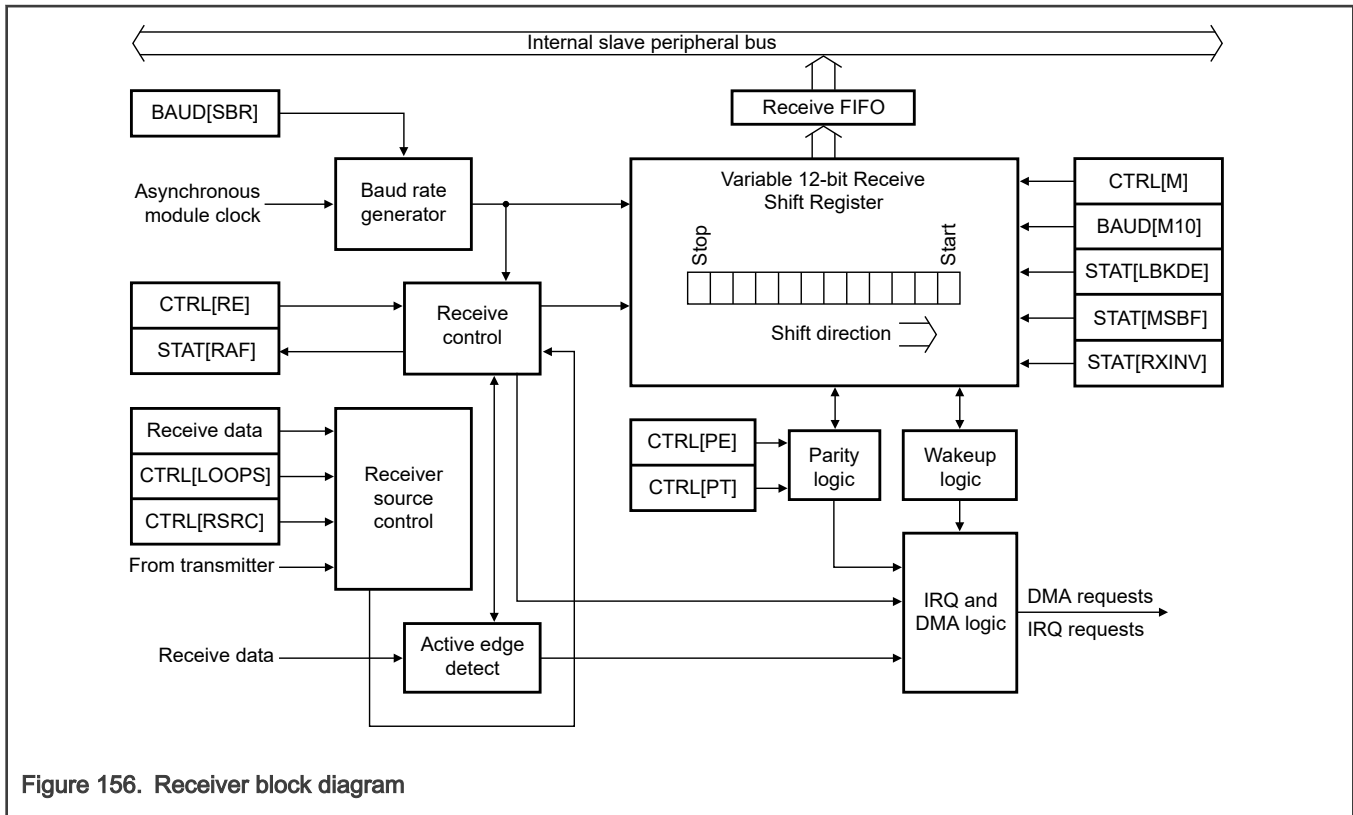 Internal slave peripheral bus
BAUD[SBR]
Receive FIFO
Asynchronous
module clock
Baud rate
generator
Variable 12-bit Receive
Shift Register
Stop
Start
Shift direction
CTRL[M]
BAUD[M10]
STAT[LBKDE]
STAT[MSBF]
STAT[RXINV]
CTRL[RE]
STAT[RAF]
Receive
control
Receive data
CTRL[LOOPS]
CTRL[RSRC]
From transmitter
Receiver
source
control
CTRL[PE]
CTRL[PT]
Parity
logic
Wakeup
logic
Receive data
Active edge
detect
IRQ and
DMA logic
DMA requests
IRQ requests
Figure 156. Receiver block diagram